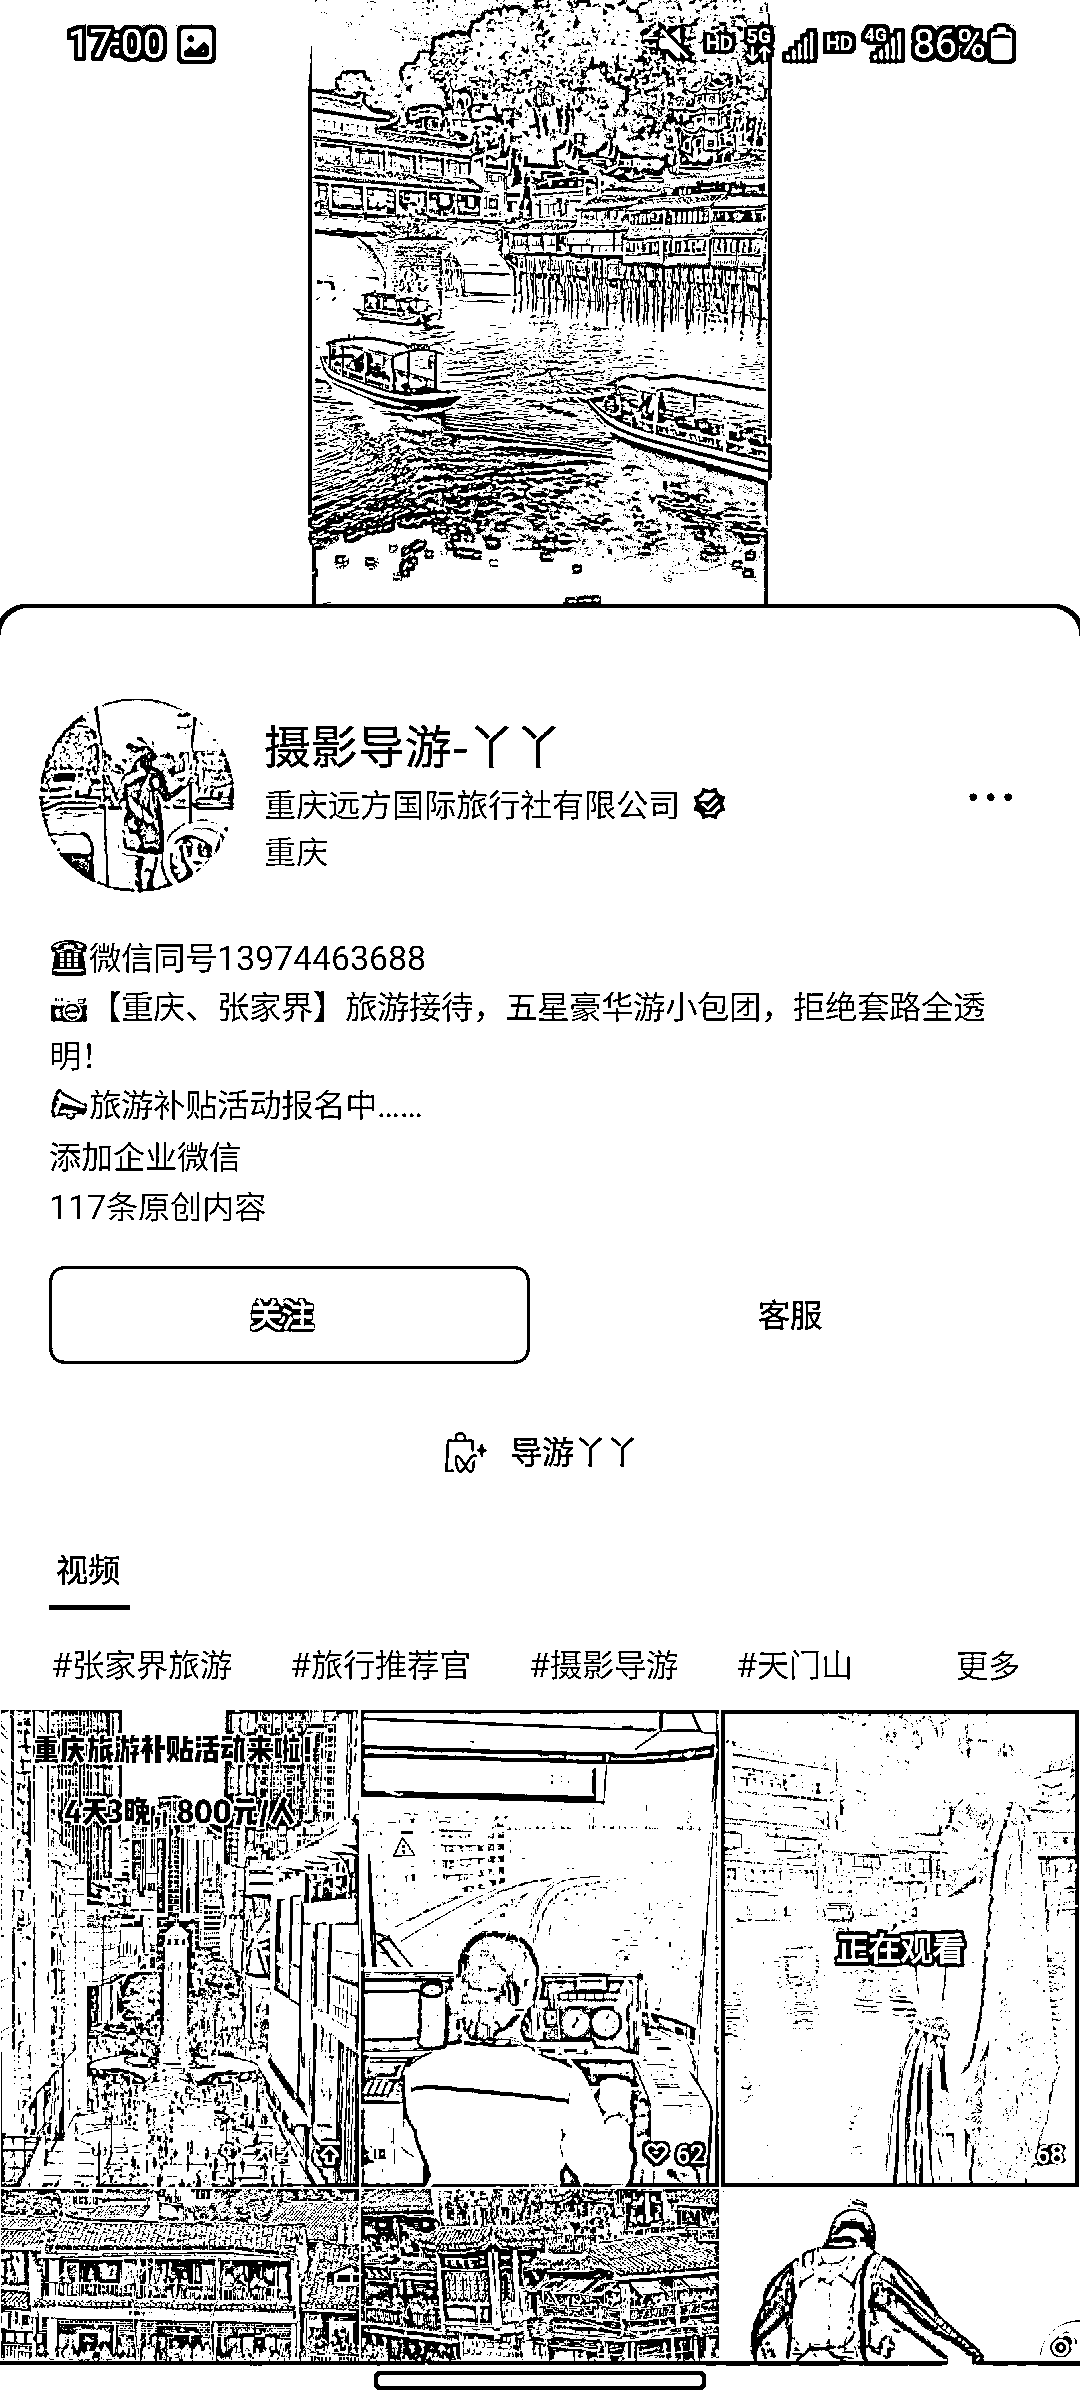 17:00 HD 5G HD 4G 86%
摄影导游-丫丫
重庆远方国际旅行社有限公司
重庆
微信同号13974463688
【重庆、张家界】旅游接待，五星豪华游小包团，拒绝套路全透
明！
旅游补贴活动报名中......
添加企业微信
117条原创内容
关注 客服
导游丫丫
视频
#张家界旅游 #旅行推荐官 #摄影导游 #天门山 更多
重庆旅游补贴活动来啦！
4天3晚，800元/人
正在观看
62
68